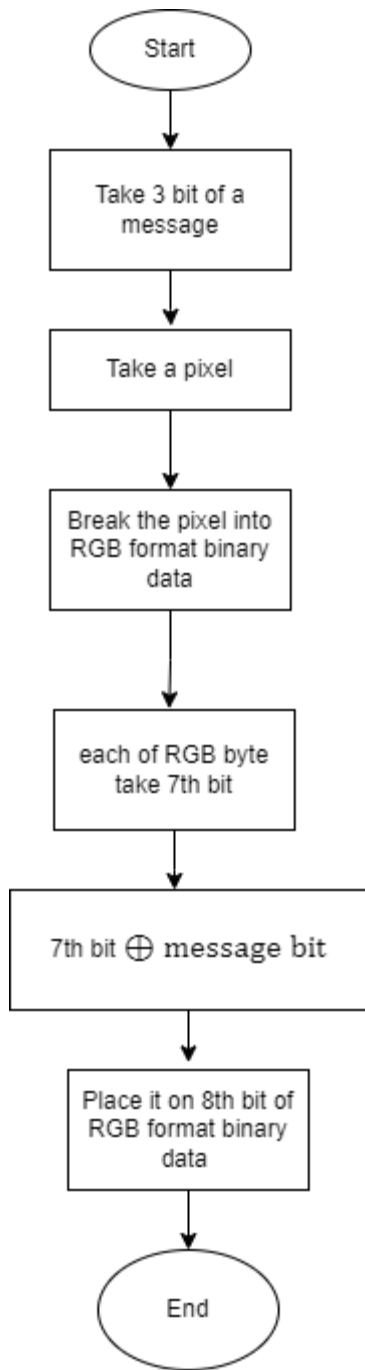 Start
Take 3 bit of a
message
Take a pixel
Break the pixel into
RGB format binary
data
each of RGB byte
take 7th bit
7th bit ⊕ message bit
Place it on 8th bit of
RGB format binary
data
End